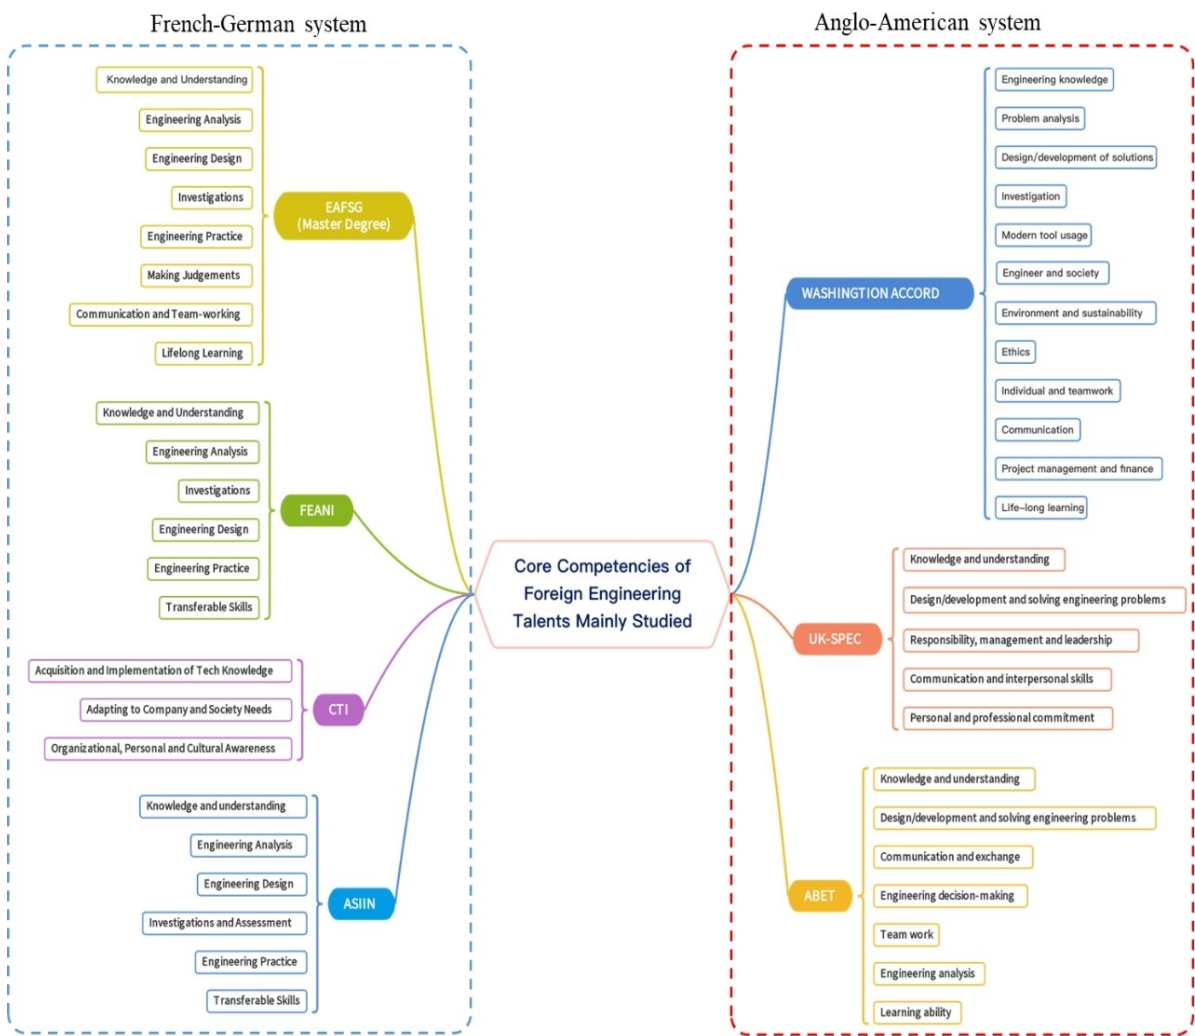 French-German system
Anglo-American system
Knowledge and Understanding
Engineering Analysis
Engineering Design
Investigations
Engineering Practice
Making Judgements
Communication and Team-working
Lifelong Learning
EAFSG
(Master Degree)
Knowledge and Understanding
Engineering Analysis
Investigations
Engineering Design
Engineering Practice
Transferable Skills
FEANI
Acquisition and Implementation of Tech Knowledge
Adapting to Company and Society Needs
Organizational, Personal and Cultural Awareness
CTI
Knowledge and understanding
Engineering Analysis
Engineering Design
Investigations and Assessment
Engineering Practice
Transferable Skills
ASIIN
Core Competencies of
Foreign Engineering
Talents Mainly Studied
WASHINGTION ACCORD
Engineering knowledge
Problem analysis
Design/development of solutions
Investigation
Modern tool usage
Engineer and society
Environment and sustainability
Ethics
Individual and teamwork
Communication
Project management and finance
Life-long learning
UK-SPEC
Knowledge and understanding
Design/development and solving engineering problems
Responsibility, management and leadership
Communication and interpersonal skills
Personal and professional commitment
ABET
Knowledge and understanding
Design/development and solving engineering problems
Communication and exchange
Engineering decision-making
Team work
Engineering analysis
Learning ability